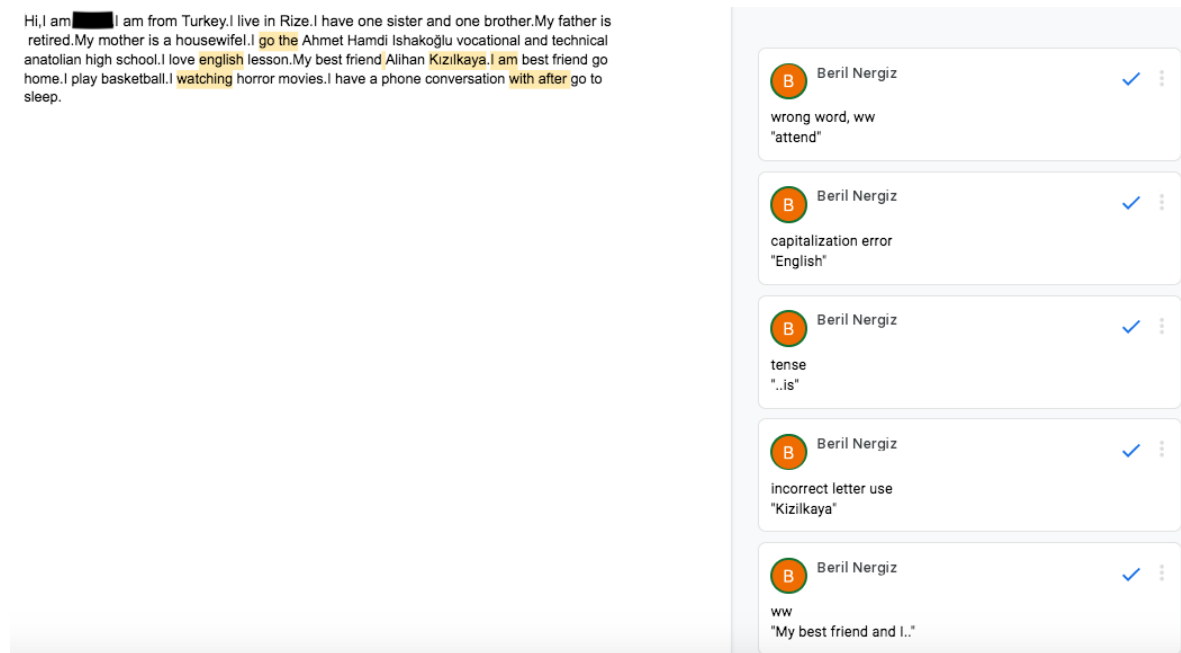 Hi,I am I am from Turkey.I live in Rize.I have one sister and one brother.My father is
retired.My mother is a housewifel.I go the Ahmet Hamdi Ishakoğlu vocational and technical
anatolian high school.I love english lesson.My best friend Alihan Kızılkaya.I am best friend go
home.I play basketball.I watching horror movies.I have a phone conversation with after go to
sleep.
B
Beril Nergiz
wrong word, ww
"attend"
B
Beril Nergiz
capitalization error
"English"
B
Beril Nergiz
tense
"..is"
B
Beril Nergiz
incorrect letter use
"Kizilkaya"
B
Beril Nergiz
ww
"My best friend and I.."